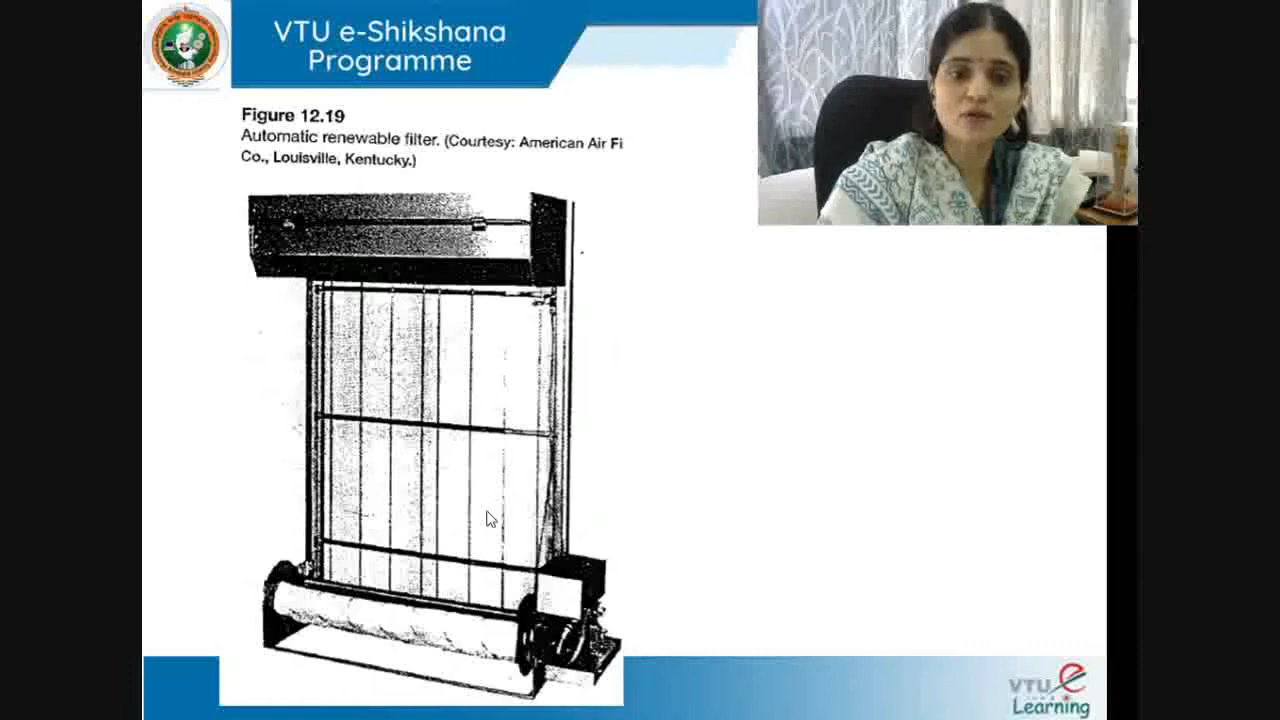 VTU e-Shikshana
Programme
Figure 12.19
Automatic renewable filter. (Courtesy: American Air Fi
Co., Louisville, Kentucky.)
VTU e
Learning